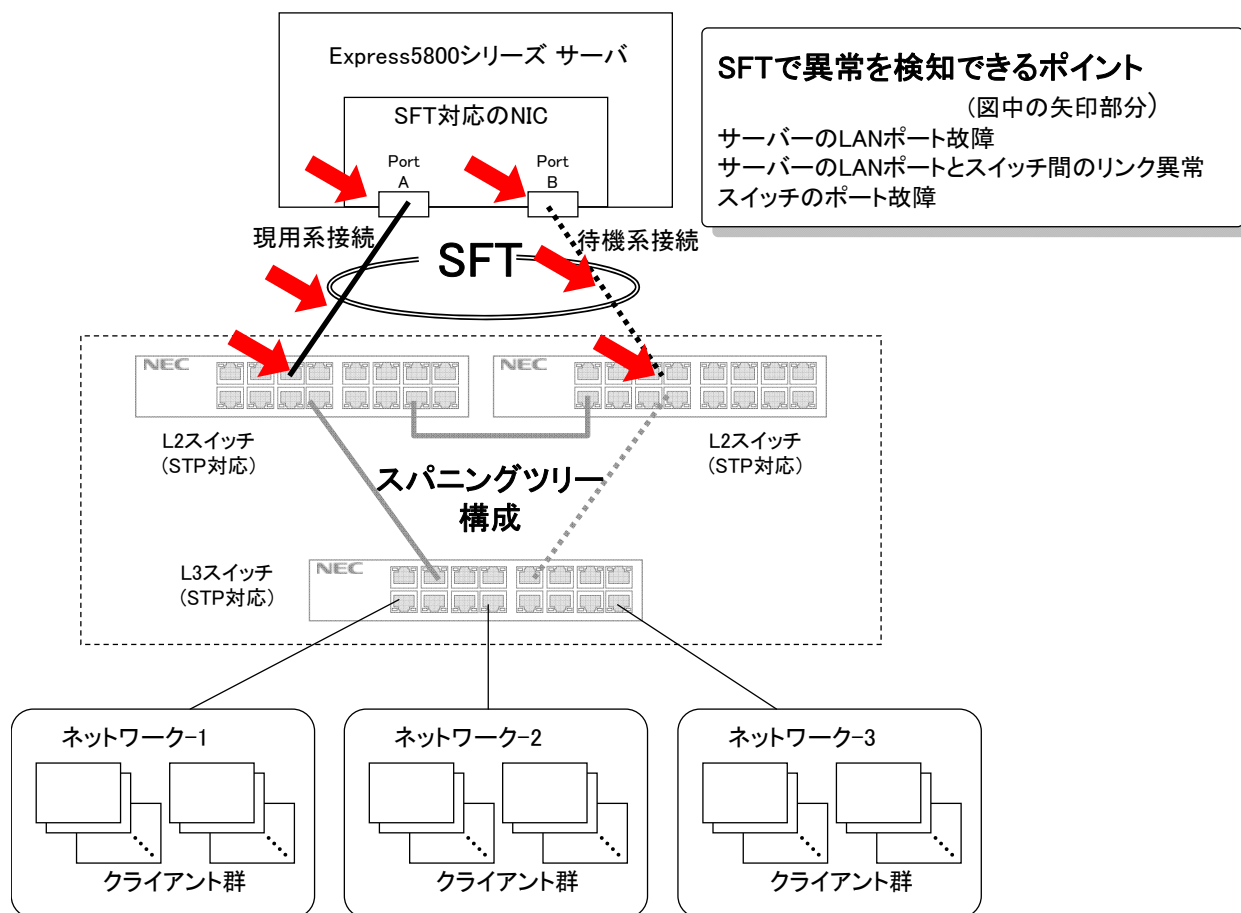 Express5800シリーズ サーバ
SFT対応のNIC
Port
A
Port
B
SFTで異常を検知できるポイント
(図中の矢印部分)
サーバーのLANポート故障
サーバーのLANポートとスイッチ間のリンク異常
スイッチのポート故障
現用系接続
SFT
待機系接続
NEC
NEC
L2スイッチ
(STP対応)
L2スイッチ
(STP対応)
スパニングツリー
構成
L3スイッチ
(STP対応)
NEC
ネットワーク-1
クライアント群
ネットワーク-2
クライアント群
ネットワーク-3
クライアント群